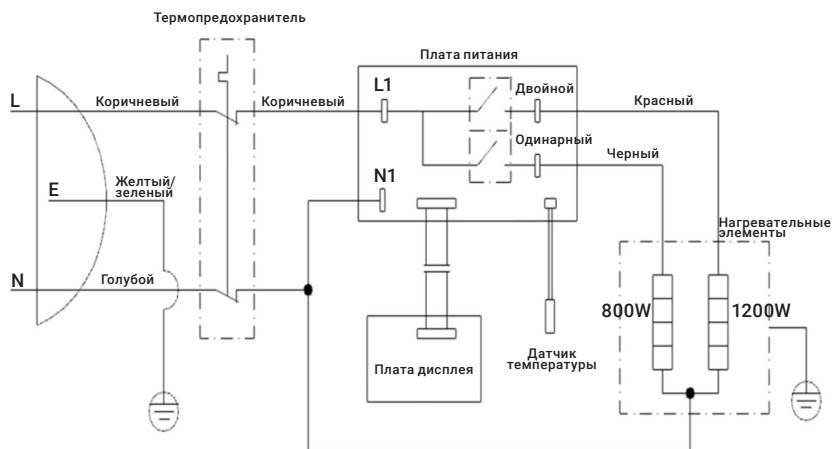 Термопредохранитель
Плата питания
L
Коричневый
Коричневый
L1
Двойной
Красный
Одинарный
Черный
E
Желтый/
зеленый
N1
Нагревательные
элементы
N
Голубой
800W
1200W
Плата дисплея
Датчик
температуры